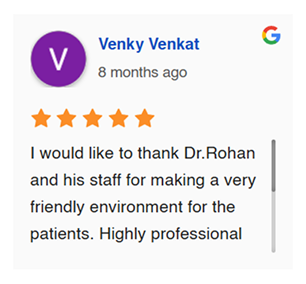 V
Venky Venkat
8 months ago
I would like to thank Dr.Rohan
and his staff for making a very
friendly environment for the
patients. Highly professional